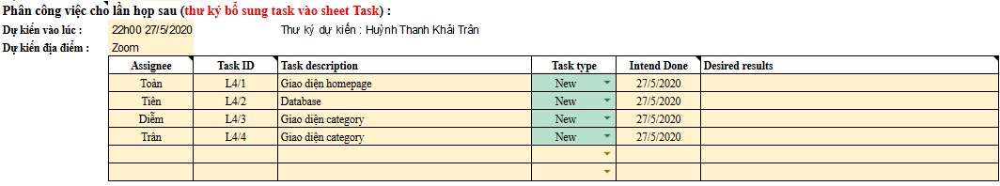 Phân công việc cho lần họp sau (thư ký bổ sung task vào sheet Task) :
Dự kiến vào lúc : 22h00 27/5/2020 Thư ký dự kiến : Huỳnh Thanh Khải Trân
Dự kiến địa điểm : Zoom
Assignee Task ID Task description Task type Intend Done Desired results
Toàn L4/1 Giao diện homepage New 27/5/2020
Tiên L4/2 Database New 27/5/2020
Diễm L4/3 Giao diện category New 27/5/2020
Trân L4/4 Giao diện category New 27/5/2020